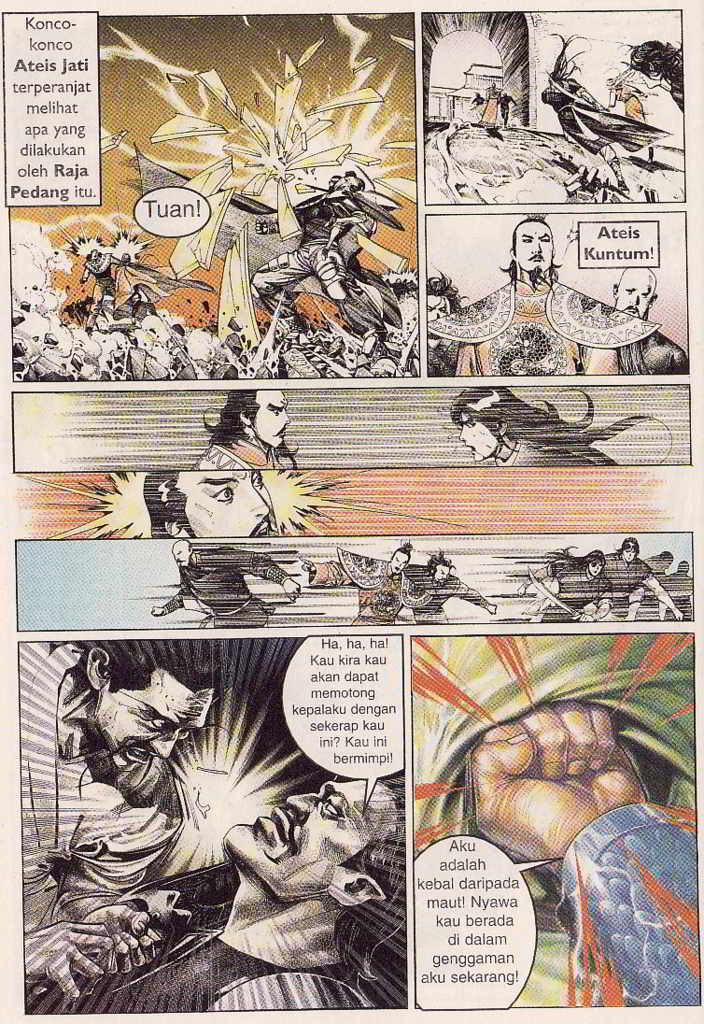 Konco-
konco
Ateis Jati
terperanjat
melihat
apa yang
dilakukan
oleh Raja
Pedang itu.
Tuan!
Ateis
Kuntum!
Ha, ha, ha!
Kau kira kau
akan dapat
memotong
kepalaku dengan
sekerap kau
ini? Kau ini
bermimpi!
Aku
adalah
kebal daripada
maut! Nyawa
kau berada
di dalam
genggaman
aku sekarang!